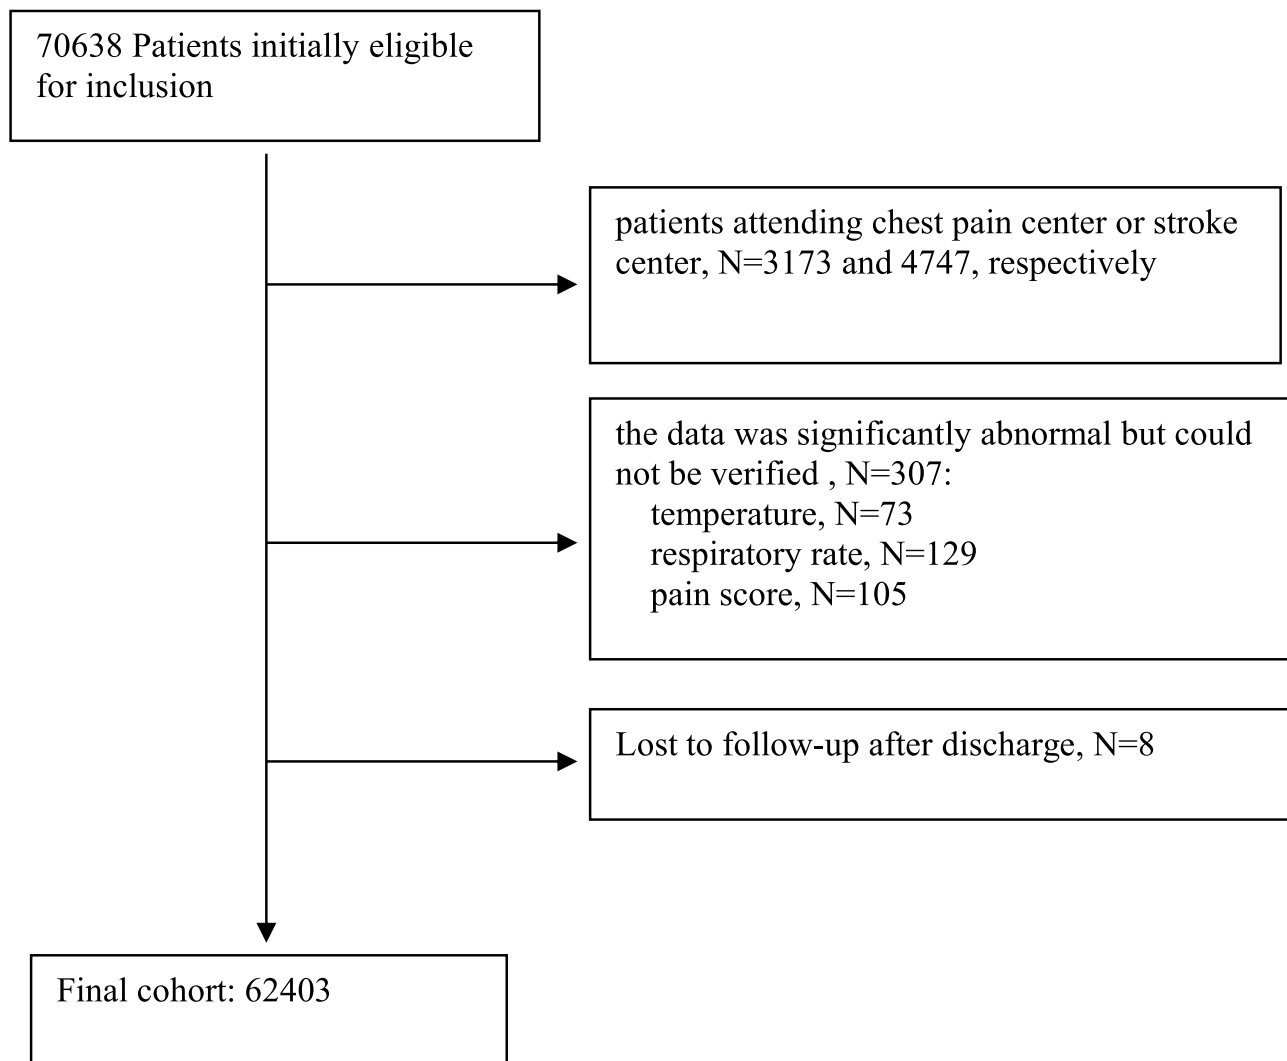 70638 Patients initially eligible
for inclusion
patients attending chest pain center or stroke
center, N=3173 and 4747, respectively
the data was significantly abnormal but could
not be verified , N=307:
temperature, N=73
respiratory rate, N=129
pain score, N=105
Lost to follow-up after discharge, N=8
Final cohort: 62403